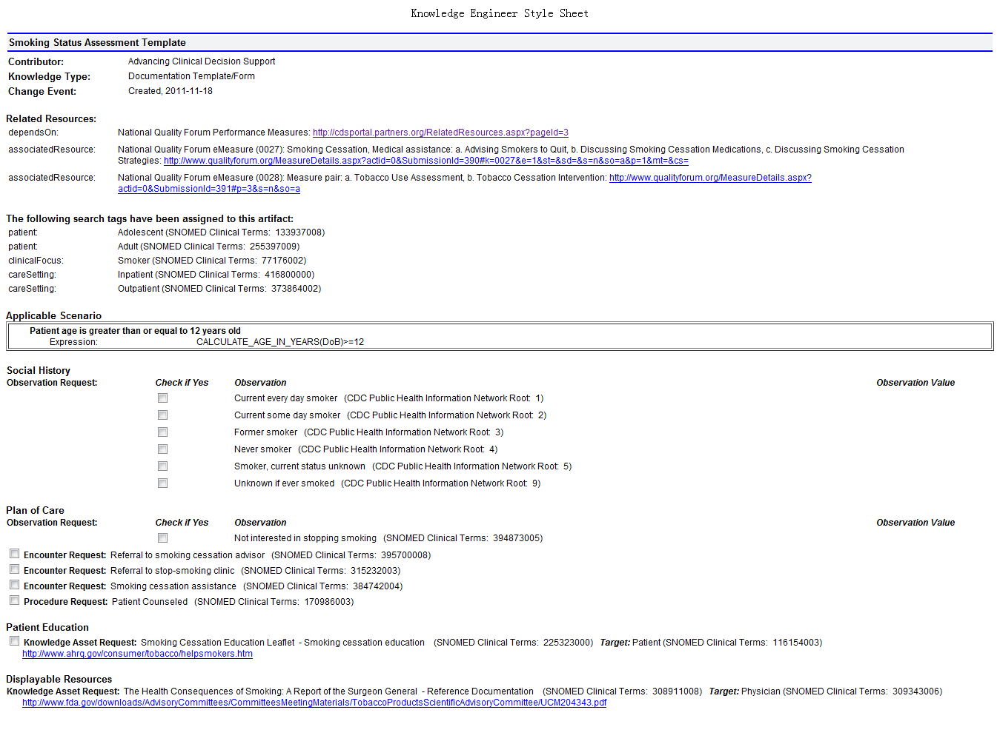 Knowledge Engineer Style Sheet
Smoking Status Assessment Template
Contributor: Advancing Clinical Decision Support
Knowledge Type: Documentation Template/Form
Change Event: Created, 2011-11-18
Related Resources:
dependsOn: National Quality Forum Performance Measures: http://cdsportal.partners.org/RelatedResources.aspx?pageId=3
associatedResource: National Quality Forum eMeasure (0027): Smoking Cessation, Medical assistance: a. Advising Smokers to Quit, b. Discussing Smoking Cessation Medications, c. Discussing Smoking Cessation
Strategies: http://www.qualityforum.org/MeasureDetails.aspx?actid=0&SubmissionId=390#k=0027&e=1&st=&sd=&s=n&so=a&p=1&mt=&cs=
associatedResource: National Quality Forum eMeasure (0028): Measure pair: a. Tobacco Use Assessment, b. Tobacco Cessation Intervention: http://www.qualityforum.org/MeasureDetails.aspx?
actid=0&SubmissionId=391#p=3&s=n&so=a
The following search tags have been assigned to this artifact:
patient: Adolescent (SNOMED Clinical Terms: 133937008)
patient: Adult (SNOMED Clinical Terms: 255397009)
clinicalFocus: Smoker (SNOMED Clinical Terms: 77176002)
careSetting: Inpatient (SNOMED Clinical Terms: 416800000)
careSetting: Outpatient (SNOMED Clinical Terms: 373864002)
Applicable Scenario
Patient age is greater than or equal to 12 years old
Expression: CALCULATE_AGE_IN_YEARS(DoB)>=12
Social History
Observation Request: Check if Yes Observation Observation Value
Current every day smoker (CDC Public Health Information Network Root: 1)
Current some day smoker (CDC Public Health Information Network Root: 2)
Former smoker (CDC Public Health Information Network Root: 3)
Never smoker (CDC Public Health Information Network Root: 4)
Smoker, current status unknown (CDC Public Health Information Network Root: 5)
Unknown if ever smoked (CDC Public Health Information Network Root: 9)
Plan of Care
Observation Request: Check if Yes Observation Observation Value
Not interested in stopping smoking (SNOMED Clinical Terms: 394873005)
Encounter Request: Referral to smoking cessation advisor (SNOMED Clinical Terms: 395700008)
Encounter Request: Referral to stop-smoking clinic (SNOMED Clinical Terms: 315232003)
Encounter Request: Smoking cessation assistance (SNOMED Clinical Terms: 384742004)
Procedure Request: Patient Counseled (SNOMED Clinical Terms: 170986003)
Patient Education
Knowledge Asset Request: Smoking Cessation Education Leaflet - Smoking cessation education (SNOMED Clinical Terms: 225323000) Target: Patient (SNOMED Clinical Terms: 116154003)
http://www.ahrq.gov/consumer/tobacco/helpsmokers.htm
Displayable Resources
Knowledge Asset Request: The Health Consequences of Smoking: A Report of the Surgeon General - Reference Documentation (SNOMED Clinical Terms: 308911008) Target: Physician (SNOMED Clinical Terms: 309343006)
http://www.fda.gov/downloads/AdvisoryCommittees/CommitteesMeetingMaterials/TobaccoProductsScientificAdvisoryCommittee/UCM204343.pdf